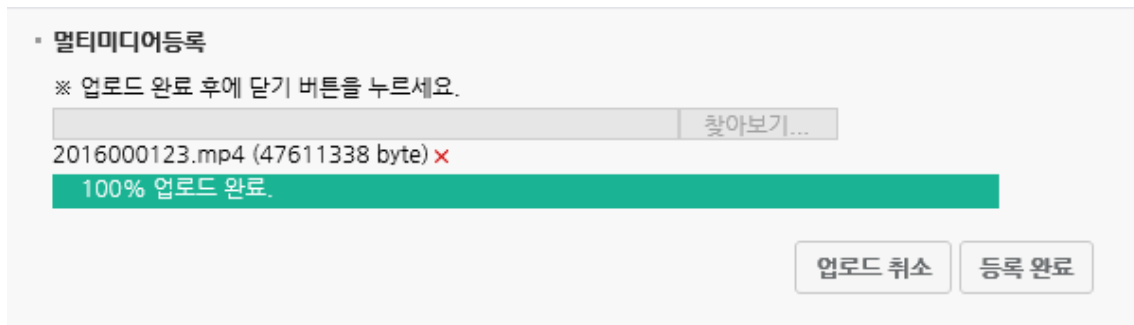 멀티미디어등록
※ 업로드 완료 후에 닫기 버튼을 누르세요.
찾아보기...
2016000123.mp4 (47611338 byte) ×
100% 업로드 완료.
업로드 취소 등록 완료